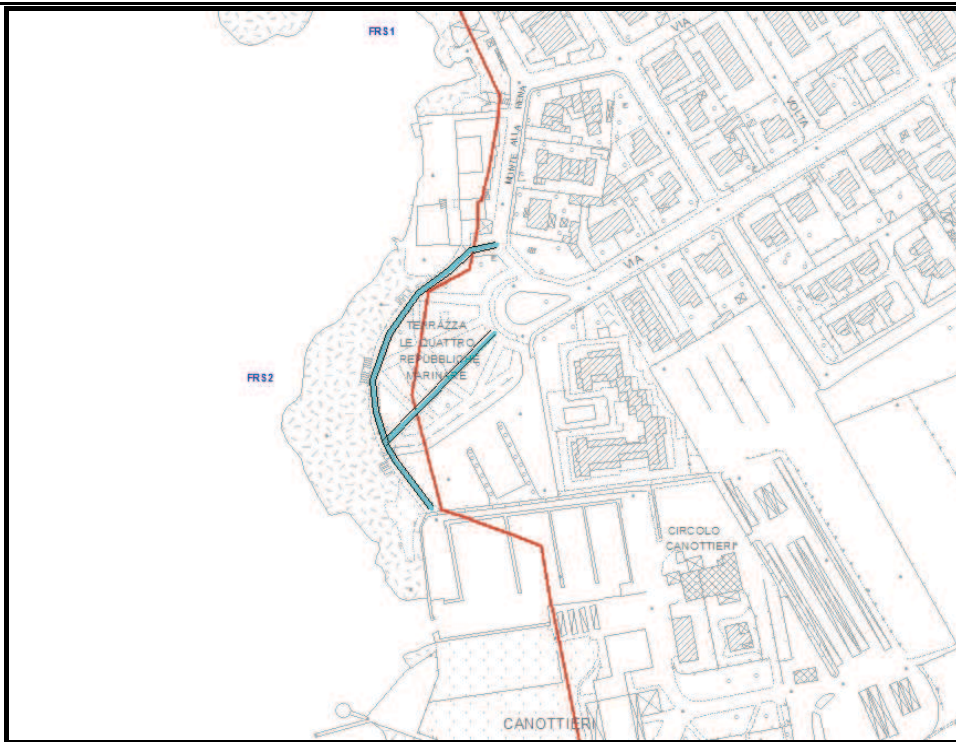 FRS1
VIA
VOLTA
MONTE ALLA RENA
VIA
TERRAZZA
LE QUATTRO
REPUBBLICHE
MARINARE
FRS2
CIRCOLO
CANOTTIERI
CANOTTIERI